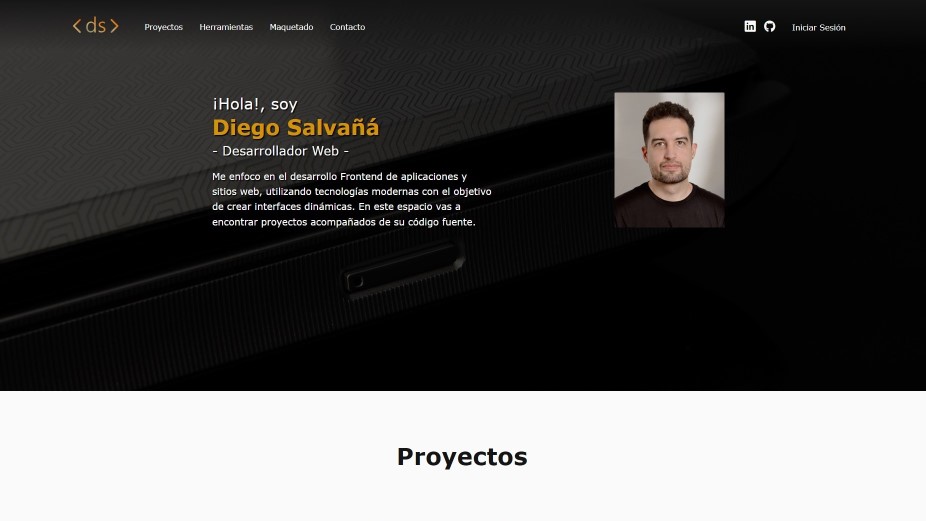 <ds>
Proyectos Herramientas Maquetado Contacto
Iniciar Sesión
¡Hola!, soy
Diego Salvañá
- Desarrollador Web -
Me enfoco en el desarrollo Frontend de aplicaciones y
sitios web, utilizando tecnologías modernas con el objetivo
de crear interfaces dinámicas. En este espacio vas a
encontrar proyectos acompañados de su código fuente.
Proyectos